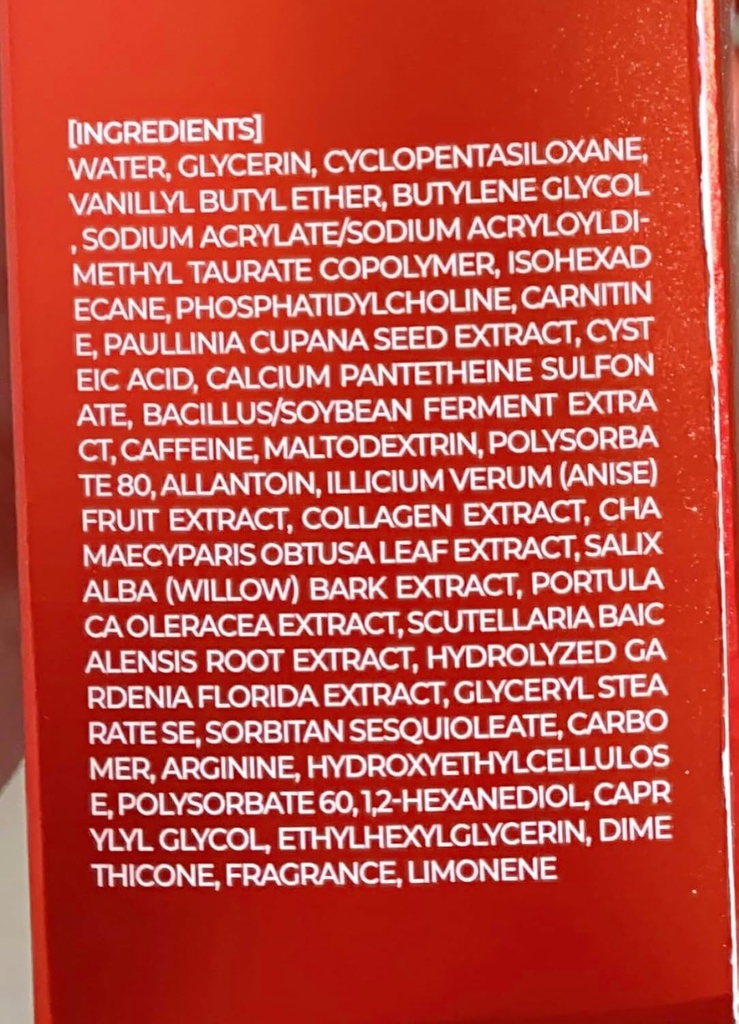 [INGREDIENTS]
WATER, GLYCERIN, CYCLOPENTASILOXANE,
VANILLYL BUTYL ETHER, BUTYLENE GLYCOL
, SODIUM ACRYLATE/SODIUM ACRYLOYLDI-
METHYL TAURATE COPOLYMER, ISOHEXAD
ECANE, PHOSPHATIDYLCHOLINE, CARNITIN
E, PAULLINIA CUPANA SEED EXTRACT, CYST
EIC ACID, CALCIUM PANTETHEINE SULFON
ATE, BACILLUS/SOYBEAN FERMENT EXTRA
CT, CAFFEINE, MALTODEXTRIN, POLYSORBA
TE 80, ALLANTOIN, ILLICIUM VERUM (ANISE)
FRUIT EXTRACT, COLLAGEN EXTRACT, CHA
MAECYPARIS OBTUSA LEAF EXTRACT, SALIX
ALBA (WILLOW) BARK EXTRACT, PORTULA
CA OLERACEA EXTRACT, SCUTELLARIA BAIC
ALENSIS ROOT EXTRACT, HYDROLYZED GA
RDENIA FLORIDA EXTRACT, GLYCERYL STEA
RATE SE, SORBITAN SESQUIOLEATE, CARBO
MER, ARGININE, HYDROXYETHYLCELLULOS
E, POLYSORBATE 60, 1,2-HEXANEDIOL, CAPR
YLYL GLYCOL, ETHYLHEXYLGLYCERIN, DIME
THICONE, FRAGRANCE, LIMONENE